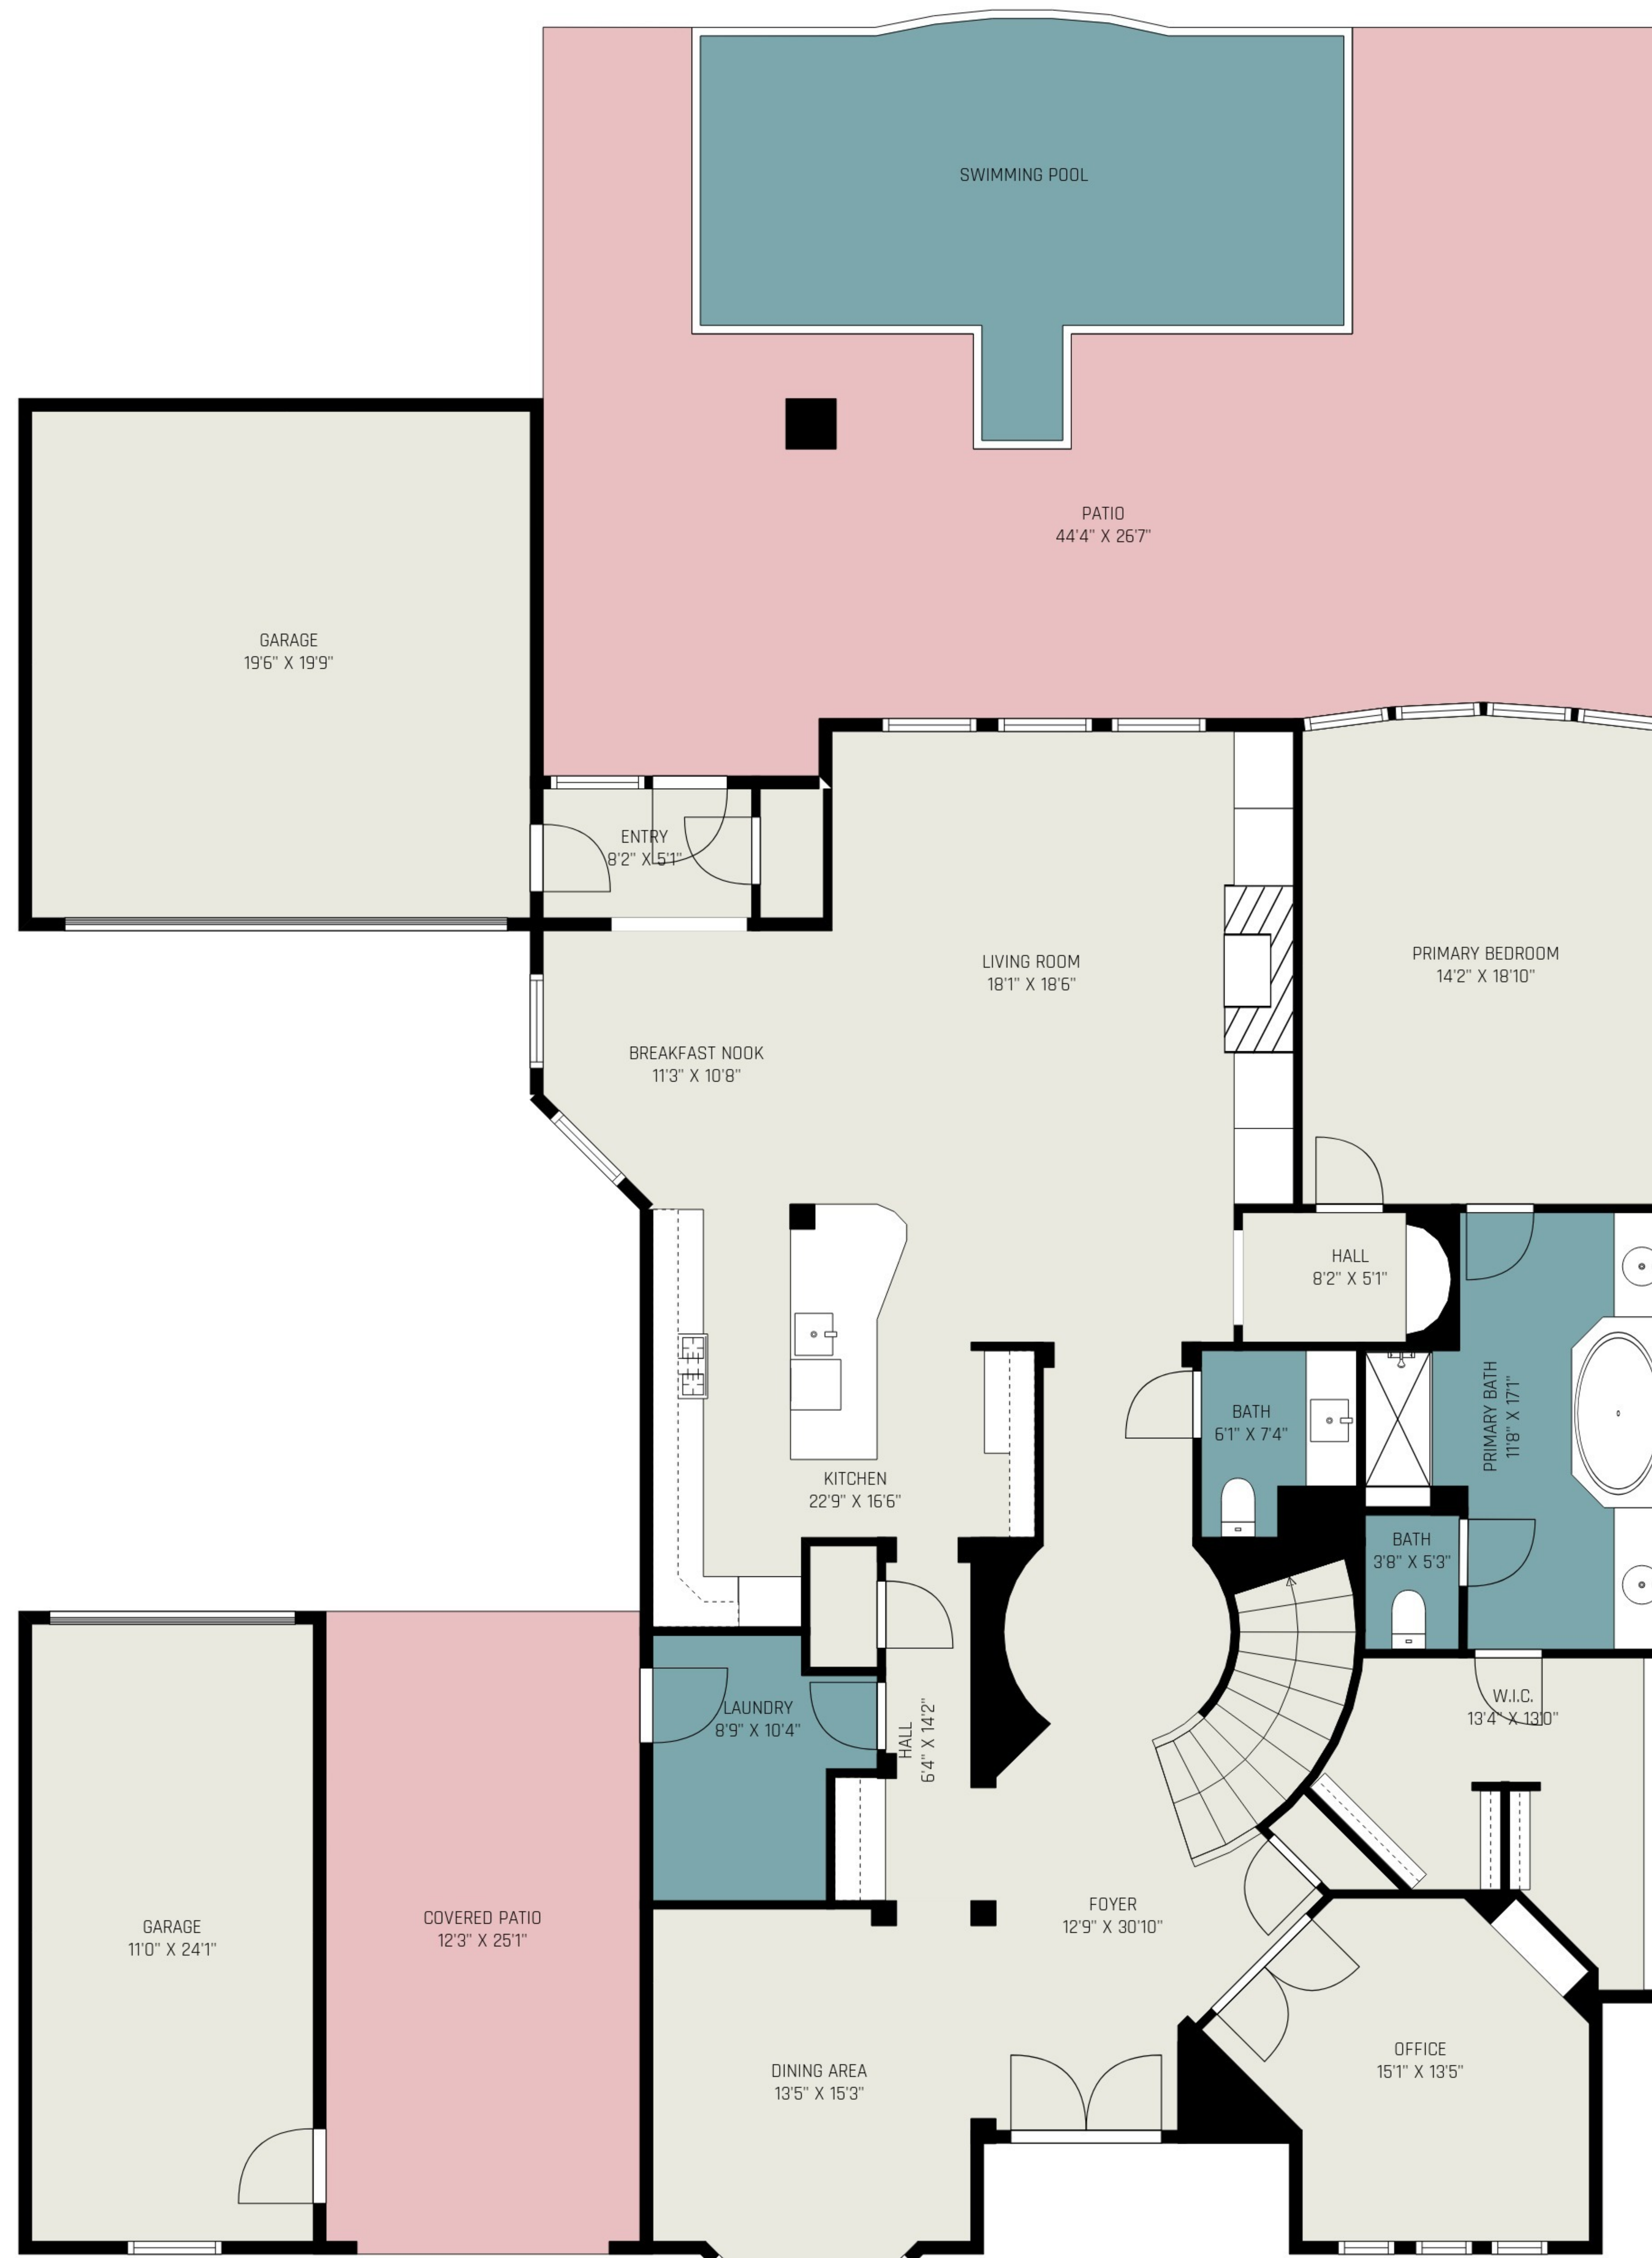 SWIMMING POOL
PATIO
44'4" X 26'7"
GARAGE
19'6" X 19'9"
ENTRY
8'2" X 5'1"
LIVING ROOM
18'1" X 18'6"
PRIMARY BEDROOM
14'2" X 18'10"
BREAKFAST NOOK
11'3" X 10'8"
HALL
8'2" X 5'1"
PRIMARY BATH
11'8" X 17'1"
BATH
6'1" X 7'4"
KITCHEN
22'9" X 16'6"
BATH
3'8" X 5'3"
LAUNDRY
8'9" X 10'4"
HALL
6'4" X 14'2"
W.I.C.
13'4" X 13'0"
GARAGE
11'0" X 24'1"
COVERED PATIO
12'3" X 25'1"
FOYER
12'9" X 30'10"
DINING AREA
13'5" X 15'3"
OFFICE
15'1" X 13'5"